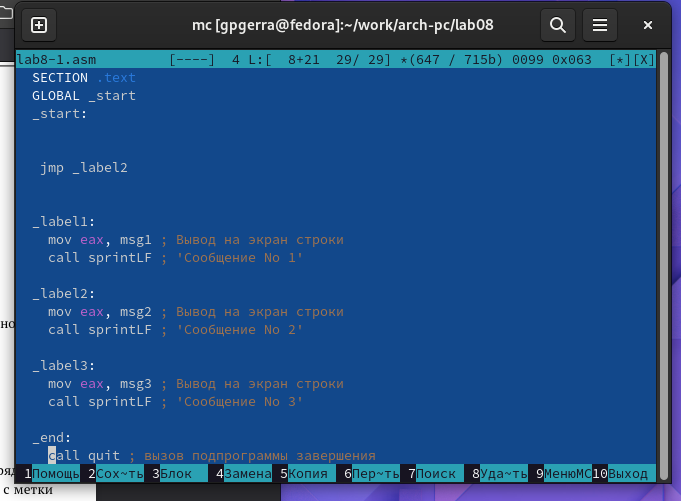 mc [gpgerra@fedora]:~/work/arch-pc/lab08
lab8-1.asm [----] 4 L:[ 8+21 29/ 29] *(647 / 715b) 0099 0x063 [*][X]
SECTION .text
GLOBAL _start
_start:
jmp _label2
_label1:
mov eax, msg1 ; Вывод на экран строки
call sprintLF ; 'Сообщение No 1'
_label2:
mov eax, msg2 ; Вывод на экран строки
call sprintLF ; 'Сообщение No 2'
_label3:
mov eax, msg3 ; Вывод на экран строки
call sprintLF ; 'Сообщение No 3'
_end:
call quit ; вызов подпрограммы завершения
1Помощь 2Сох~ть 3Блок 4Замена 5Копия 6Пер~ть 7Поиск 8Уда~ть 9МенюMC 10Выход
с метки